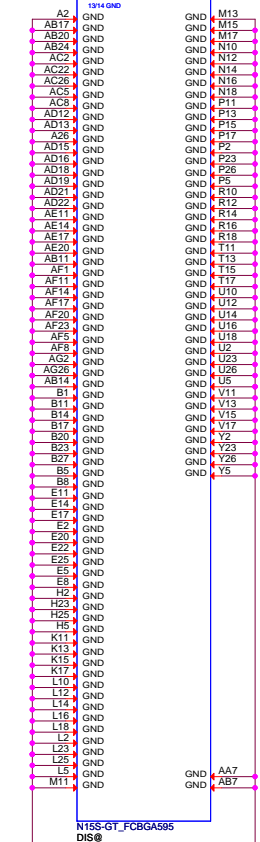 13/14 GND
A2 GND GND M13
AB17 GND GND M15
AB20 GND GND M17
AB24 GND GND N10
AC2 GND GND N12
AC22 GND GND N14
AC26 GND GND N16
AC5 GND GND N18
AC8 GND GND P11
AD12 GND GND P13
AD13 GND GND P15
A26 GND GND P17
AD15 GND GND P2
AD16 GND GND P23
AD18 GND GND P26
AD19 GND GND P5
AD21 GND GND R10
AD22 GND GND R12
AE11 GND GND R14
AE14 GND GND R16
AE17 GND GND R18
AE20 GND GND T11
AB11 GND GND T13
AF1 GND GND T15
AF11 GND GND T17
AF14 GND GND U10
AF17 GND GND U12
AF20 GND GND U14
AF23 GND GND U16
AF5 GND GND U18
AF8 GND GND U2
AG2 GND GND U23
AG26 GND GND U26
AB14 GND GND U5
B1 GND GND V11
B11 GND GND V13
B14 GND GND V15
B17 GND GND V17
B20 GND GND Y2
B23 GND GND Y23
B27 GND GND Y26
B5 GND GND Y5
B8 GND
E11 GND
E14 GND
E17 GND
E2 GND
E20 GND
E22 GND
E25 GND
E5 GND
E8 GND
H2 GND
H23 GND
H25 GND
H5 GND
K11 GND
K13 GND
K15 GND
K17 GND
L10 GND
L12 GND
L14 GND
L16 GND
L18 GND
L2 GND
L23 GND
L25 GND
L5 GND GND AA7
M11 GND GND AB7
N15S-GT_FCBGA595
DIS@